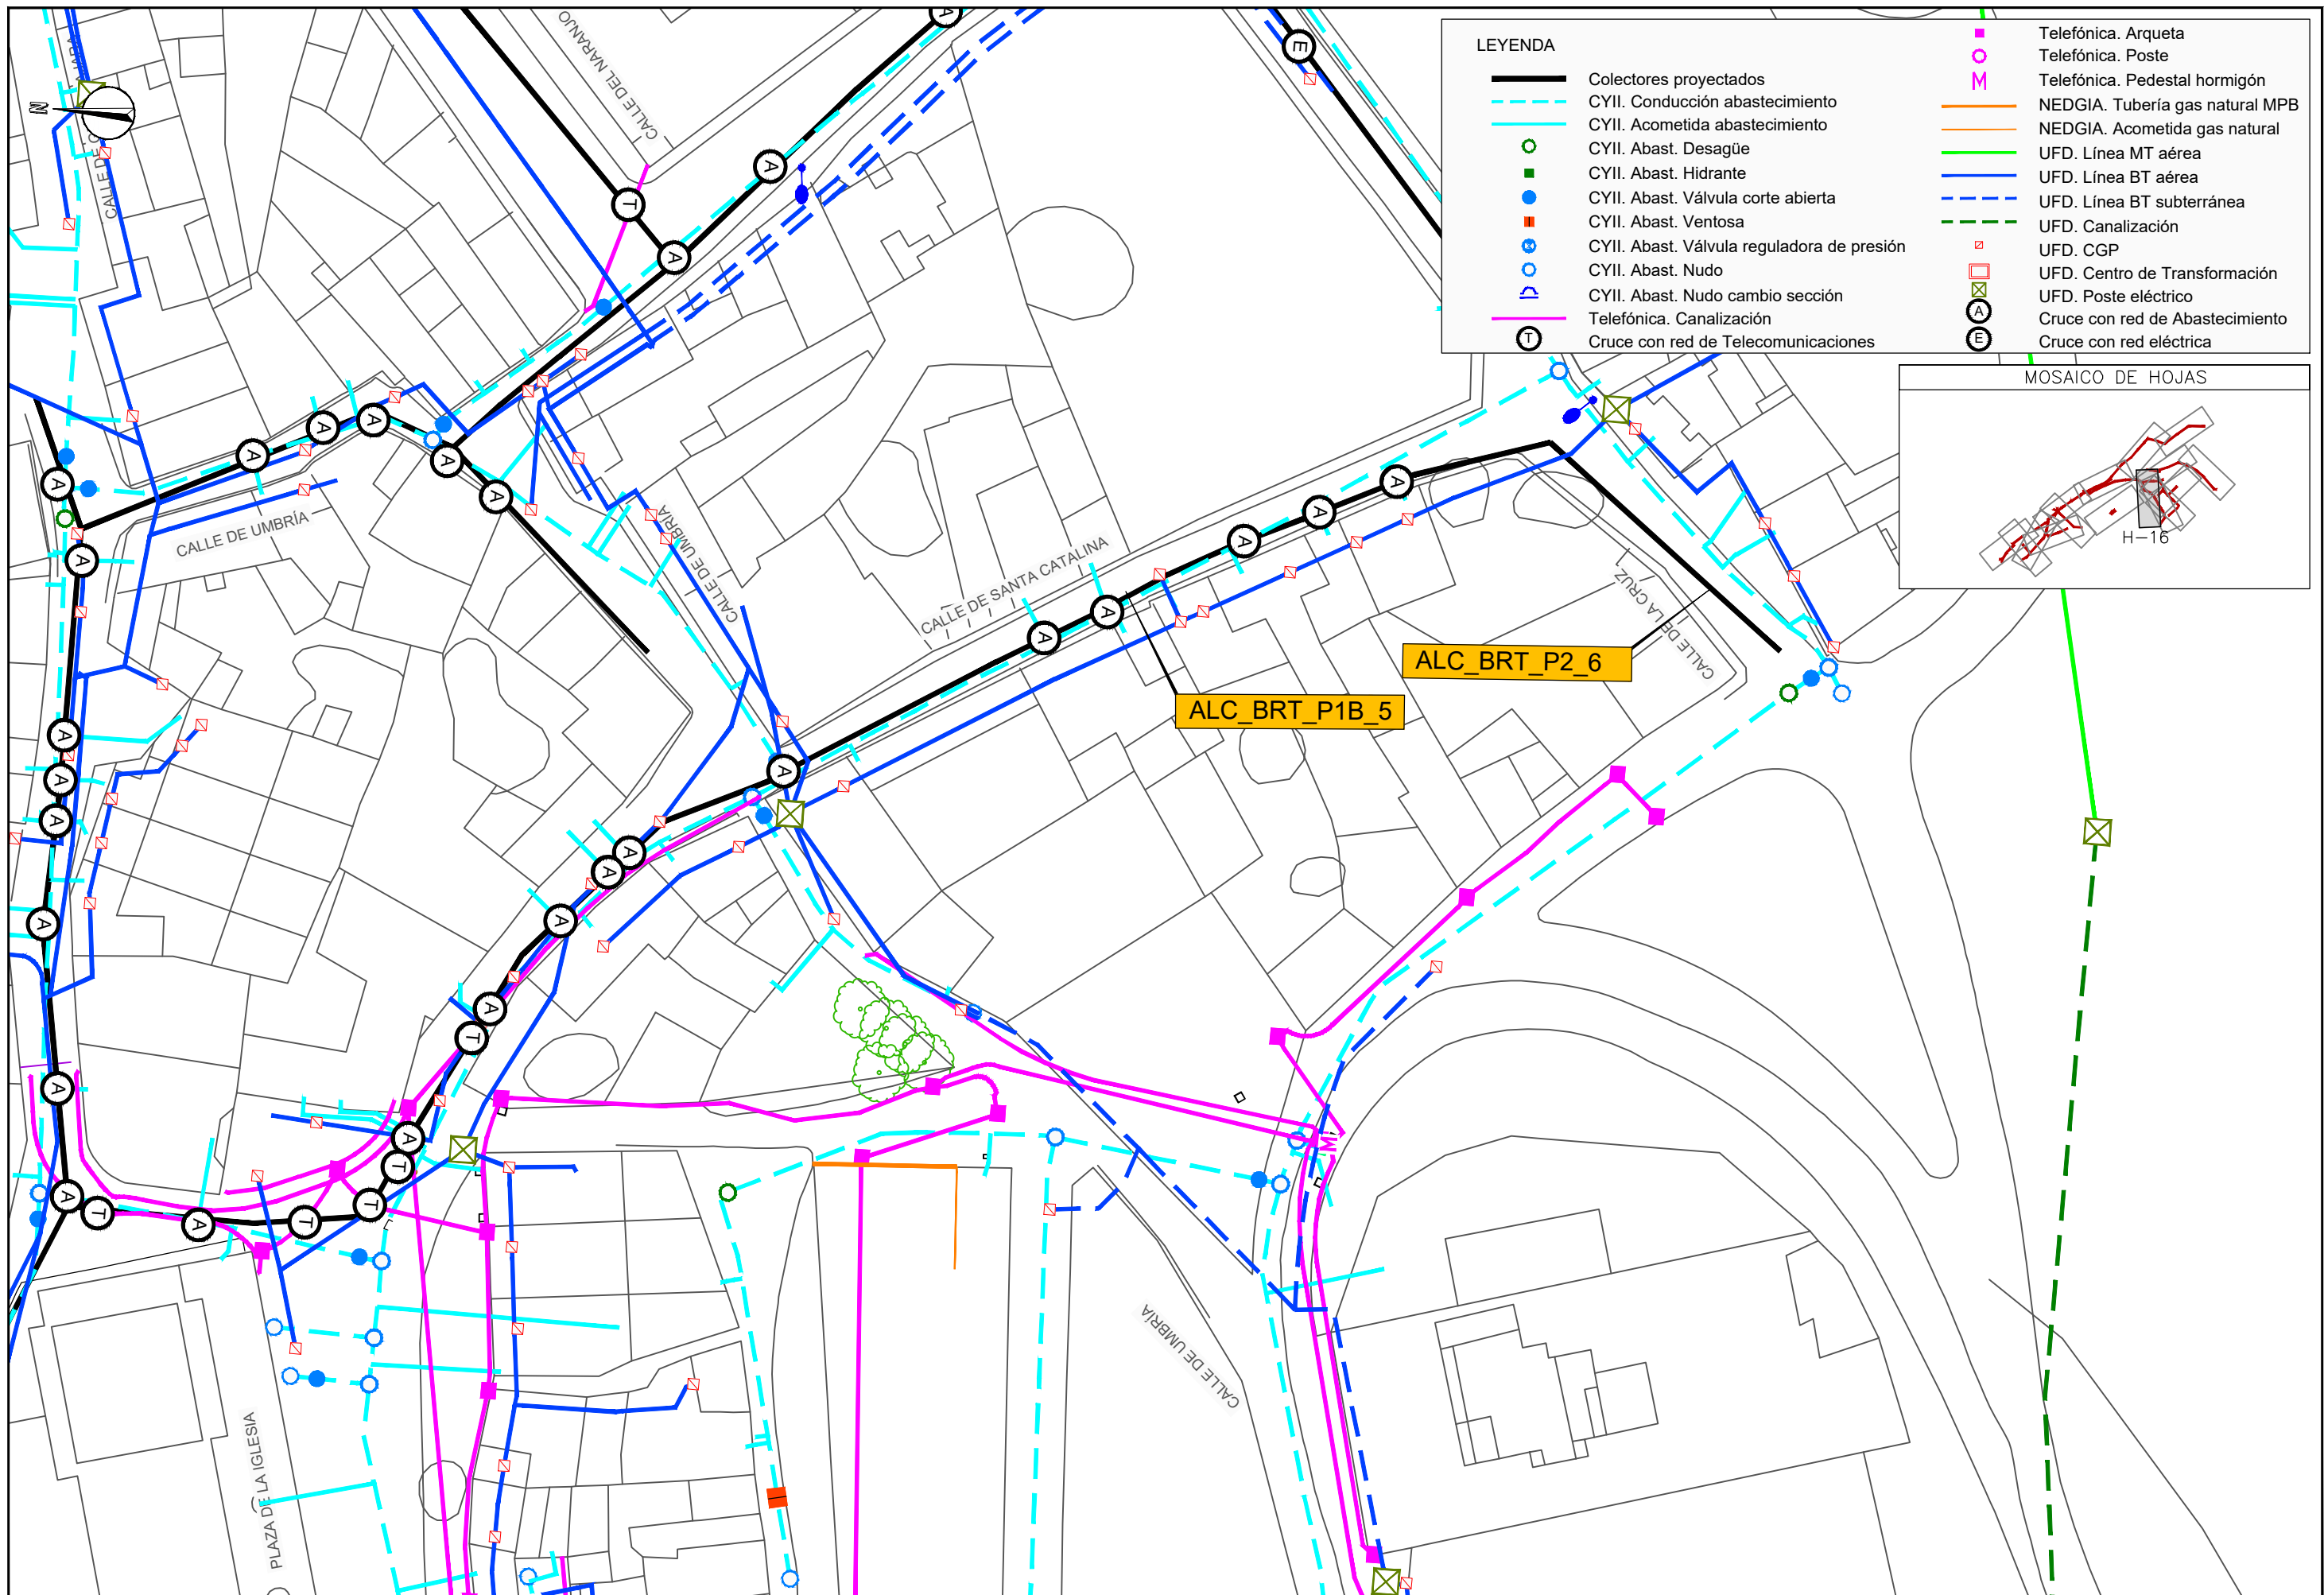 LEYENDA
Colectores proyectados
CYII. Conducción abastecimiento
CYII. Acometida abastecimiento
CYII. Abast. Desagüe
CYII. Abast. Hidrante
CYII. Abast. Válvula corte abierta
CYII. Abast. Ventosa
CYII. Abast. Válvula reguladora de presión
CYII. Abast. Nudo
CYII. Abast. Nudo cambio sección
Telefónica. Canalización
T Cruce con red de Telecomunicaciones
Telefónica. Arqueta
Telefónica. Poste
M Telefónica. Pedestal hormigón
NEDGIA. Tubería gas natural MPB
NEDGIA. Acometida gas natural
UFD. Línea MT aérea
UFD. Línea BT aérea
UFD. Línea BT subterránea
UFD. Canalización
UFD. CGP
UFD. Centro de Transformación
UFD. Poste eléctrico
A Cruce con red de Abastecimiento
E Cruce con red eléctrica
MOSAICO DE HOJAS
H-16
N
CALLE DEL NARANJO
CALLE DE UMBRÍA
CALLE DE UMBRÍA
CALLE DE SANTA CATALINA
CALLE DE LA CRUZ
ALC_BRT_P2_6
ALC_BRT_P1B_5
CALLE DE UMBRÍA
PLAZA DE LA IGLESIA